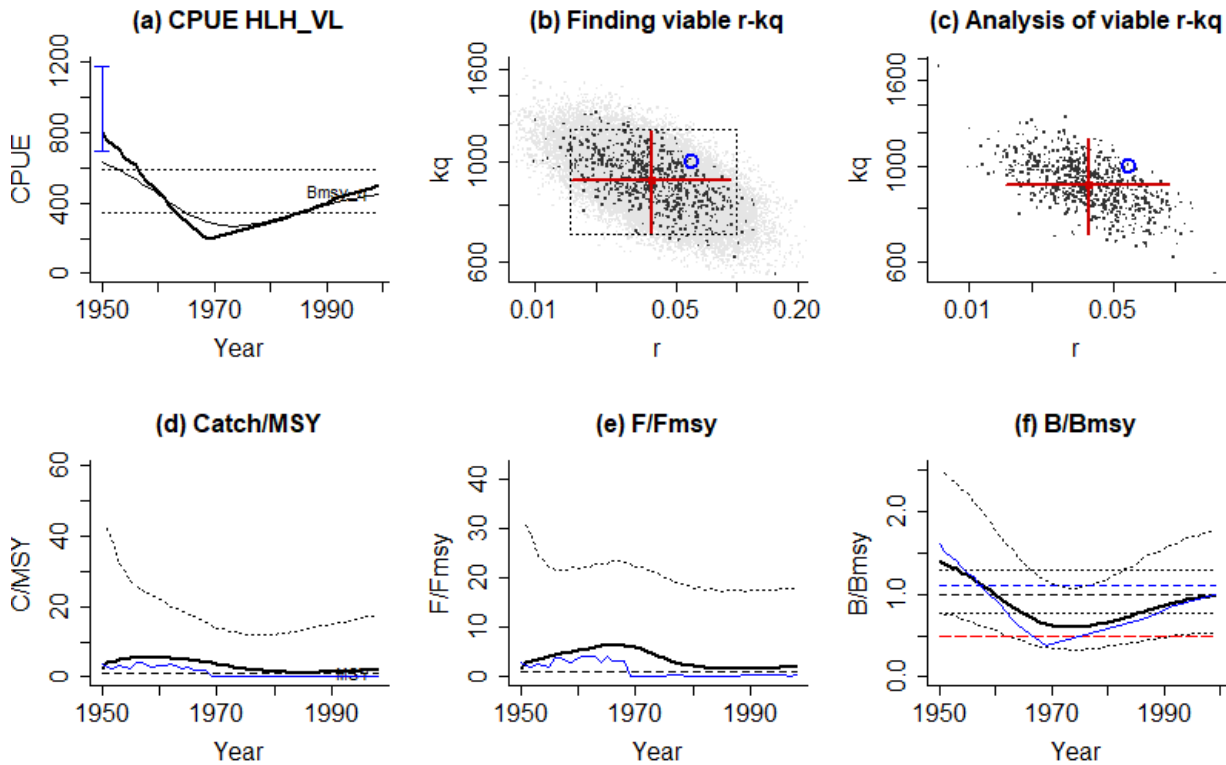 (a) CPUE HLH_VL
(b) Finding viable r-kq
(c) Analysis of viable r-kq
CPUE
0
400
800
1200
Bmsy
1950
1970
1990
Year
kq
600
1000
1600
0.01
0.05
0.20
r
kq
600
1000
1600
0.01
0.05
r
(d) Catch/MSY
(e) F/Fmsy
(f) B/Bmsy
C/MSY
0
20
40
60
MSY
1950
1970
1990
Year
F/Fmsy
0
10
20
30
40
1950
1970
1990
Year
B/Bmsy
0.0
1.0
2.0
1950
1970
1990
Year